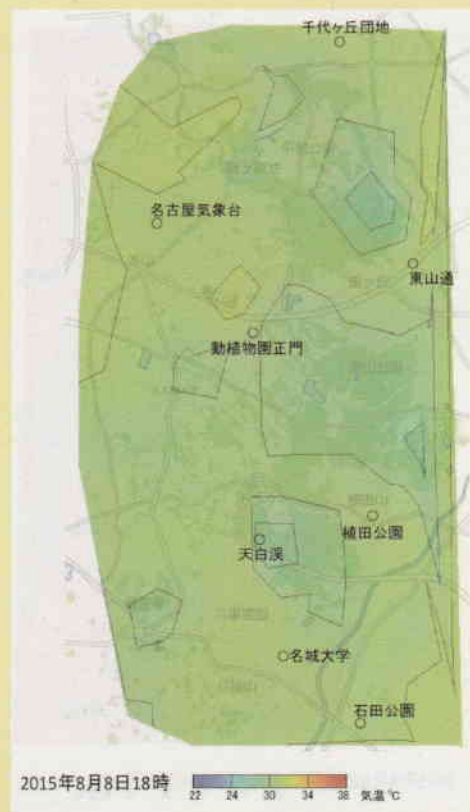 千代ヶ丘団地
名古屋気象台
東山通
動植物園正門
植田公園
天白渓
名城大学
石田公園
2015年8月8日18時
22 24 28 30 34 38 気温 ℃